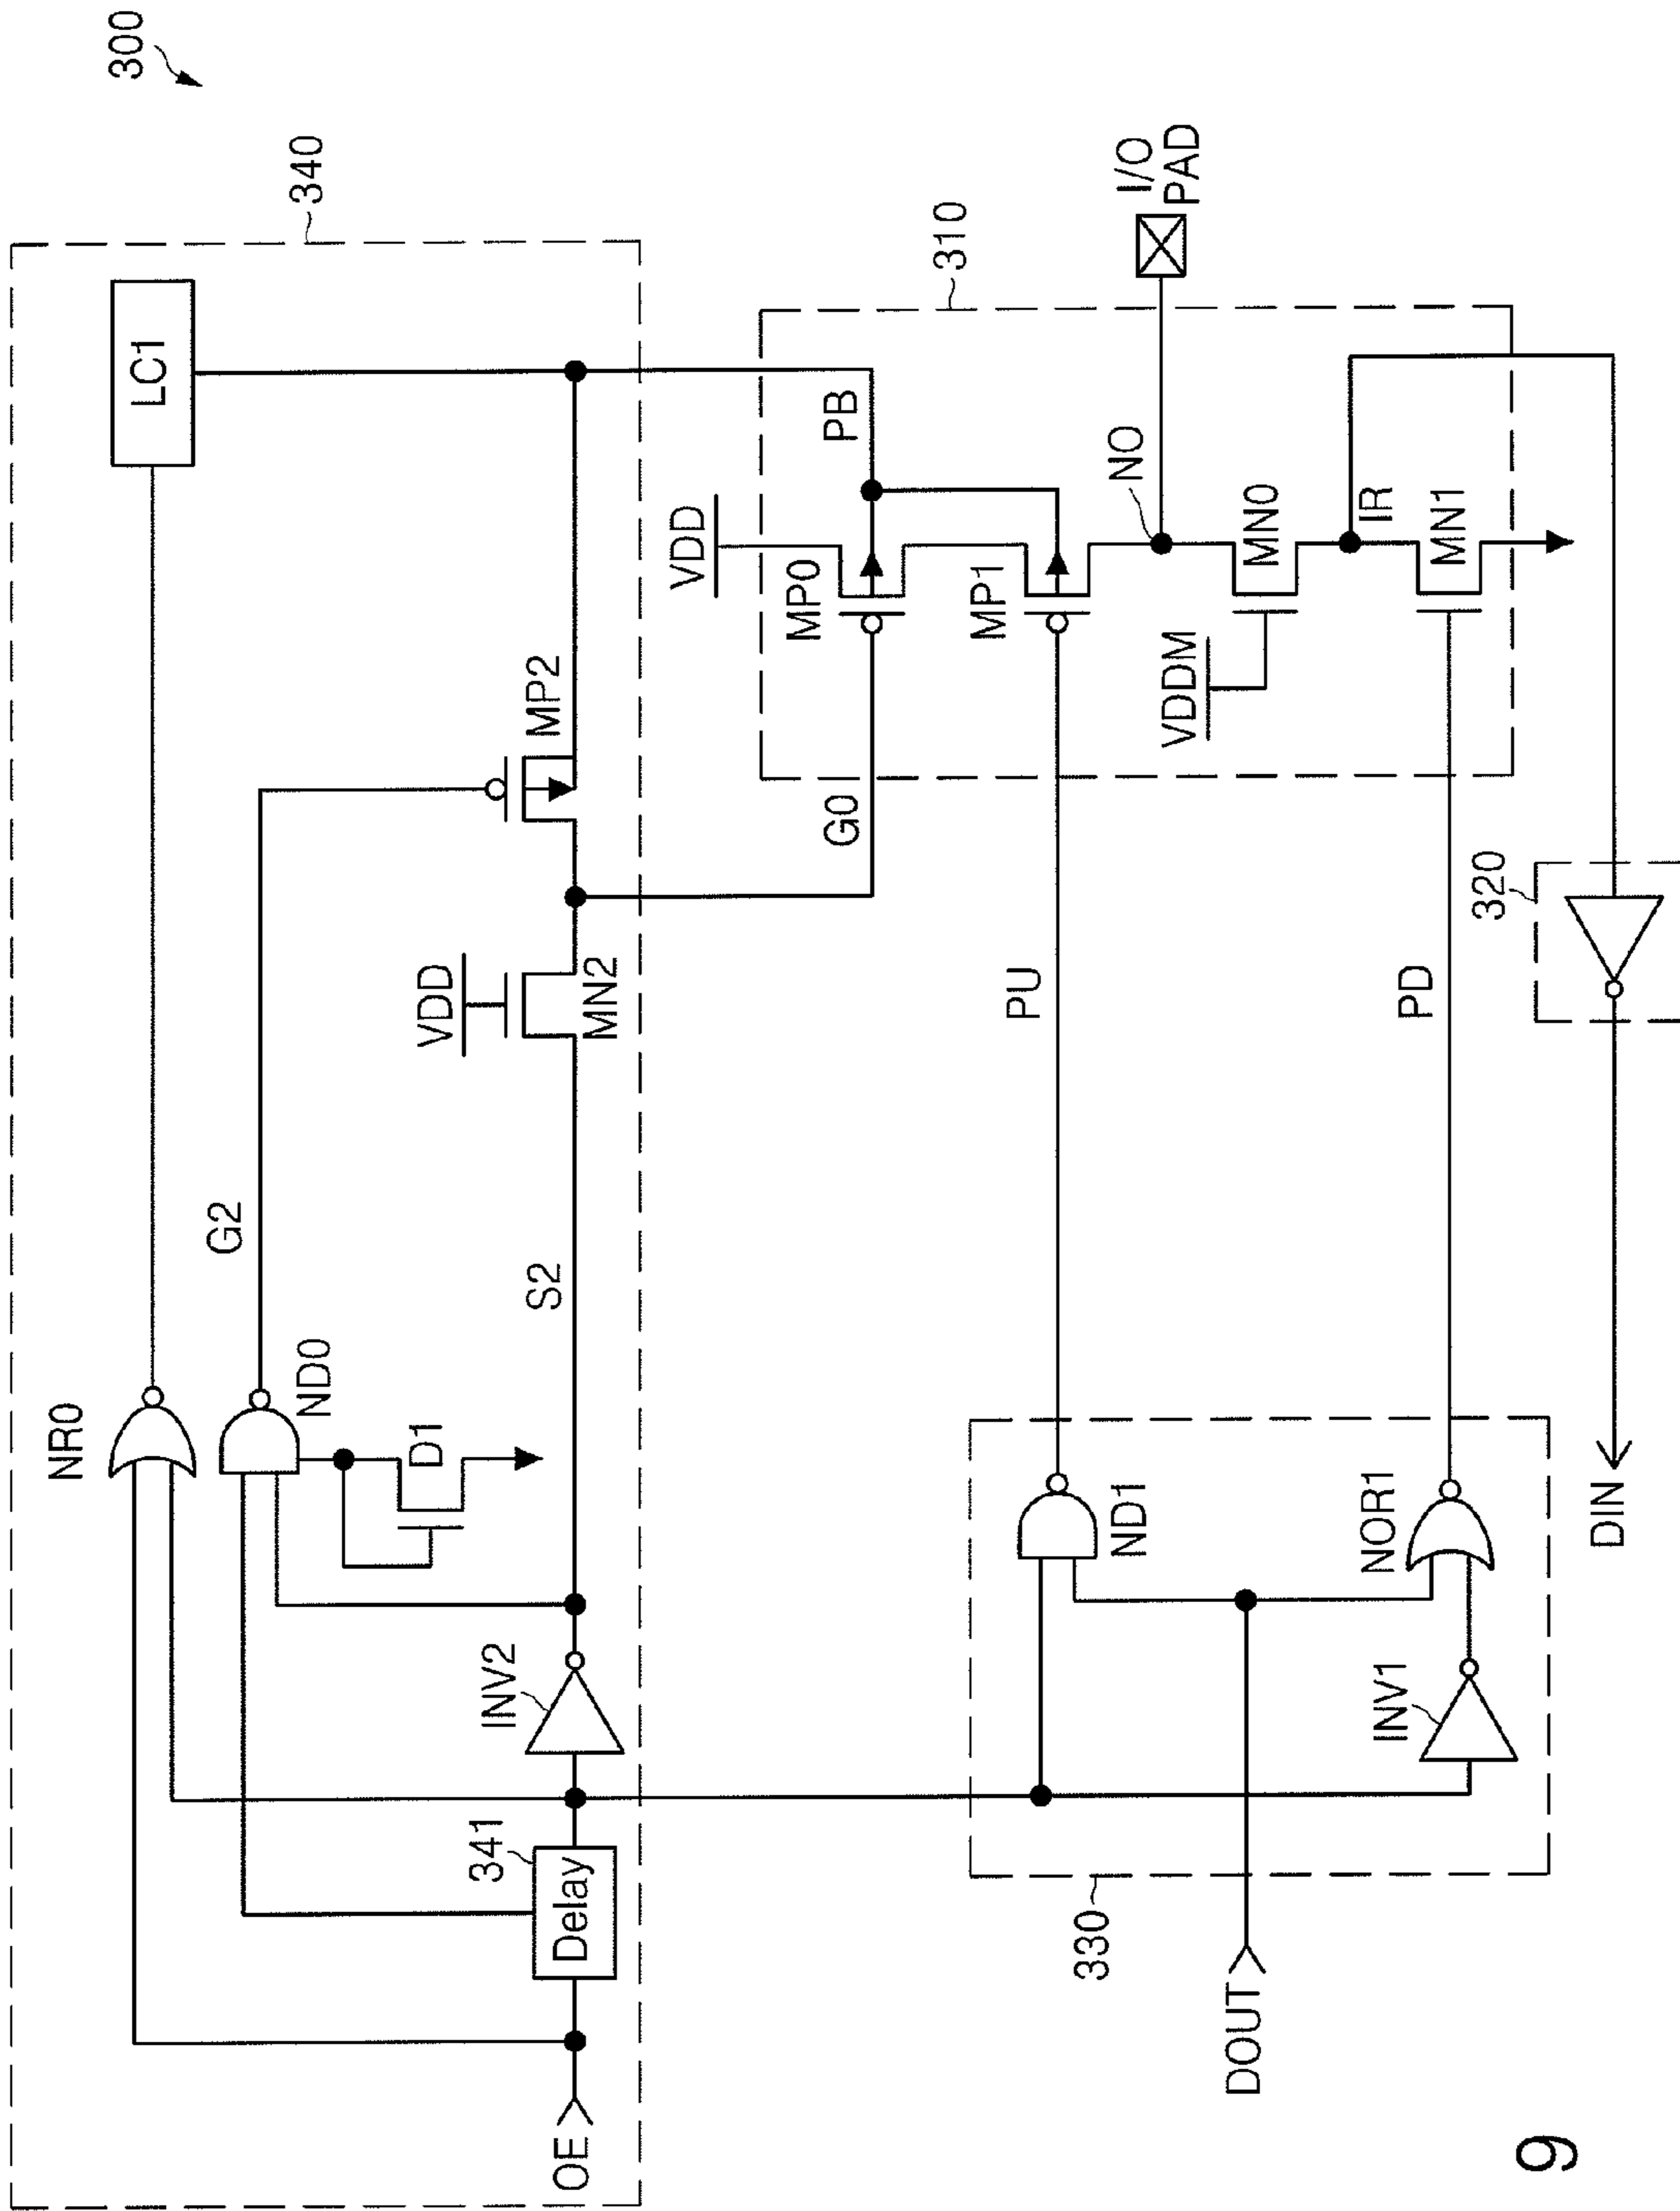 300
340
NR0
LC1
G2
ND0
D1
MP2
VDD
MN2
S2
INV2
341
Delay
OE
310
PB
VDD
MP0
G0
MP1
NO
I/O
PAD
PU
VDDM
MN0
IR
MN1
PD
320
ND1
NOR1
INV1
330
DOUT
DIN
9